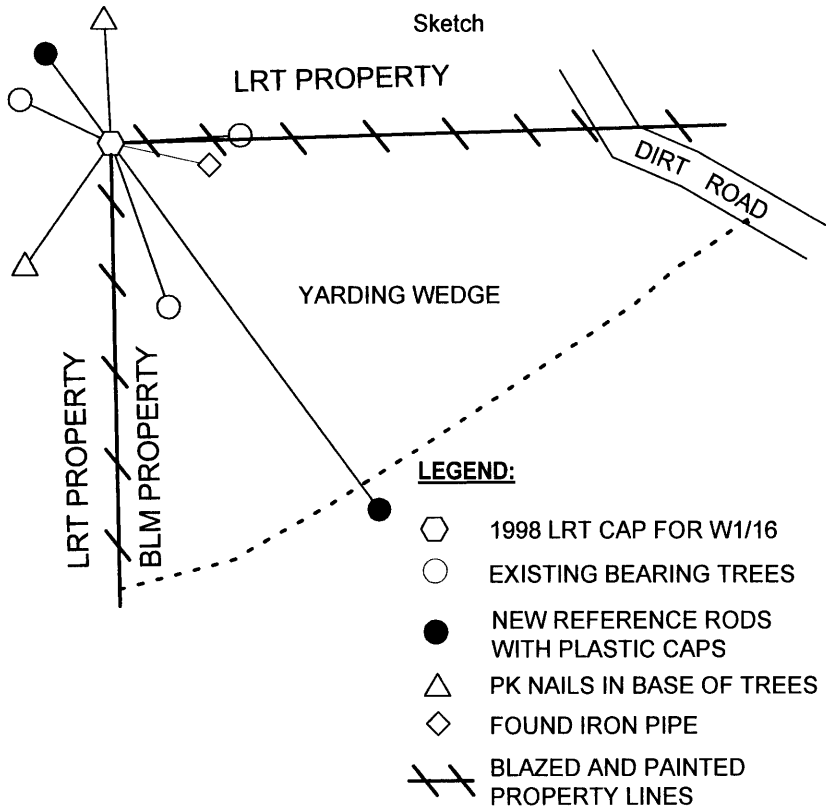 Sketch
LRT PROPERTY
DIRT ROAD
YARDING WEDGE
LRT PROPERTY
BLM PROPERTY
LEGEND:
1998 LRT CAP FOR W1/16
EXISTING BEARING TREES
NEW REFERENCE RODS
WITH PLASTIC CAPS
PK NAILS IN BASE OF TREES
FOUND IRON PIPE
BLAZED AND PAINTED
PROPERTY LINES